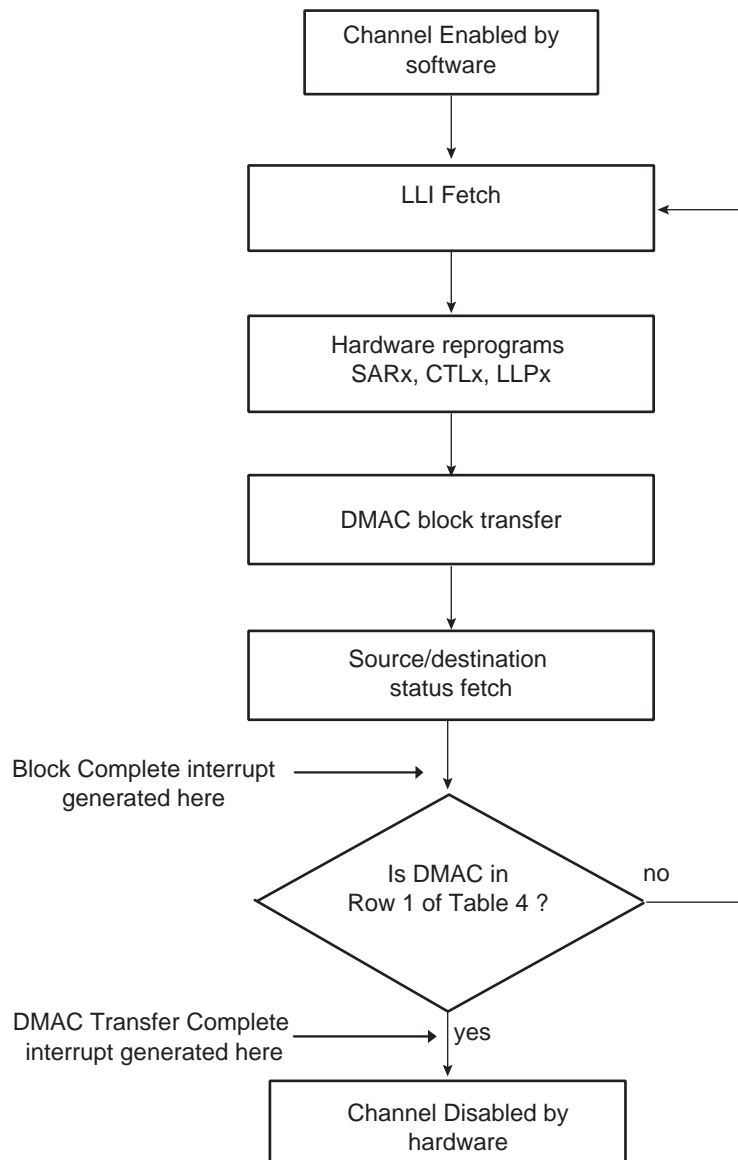 Channel Enabled by
software
LLI Fetch
Hardware reprograms
SARx, CTLx, LLPx
DMAC block transfer
Source/destination
status fetch
Block Complete interrupt
generated here
Is DMAC in
Row 1 of Table 4 ?
no
DMAC Transfer Complete
interrupt generated here
yes
Channel Disabled by
hardware